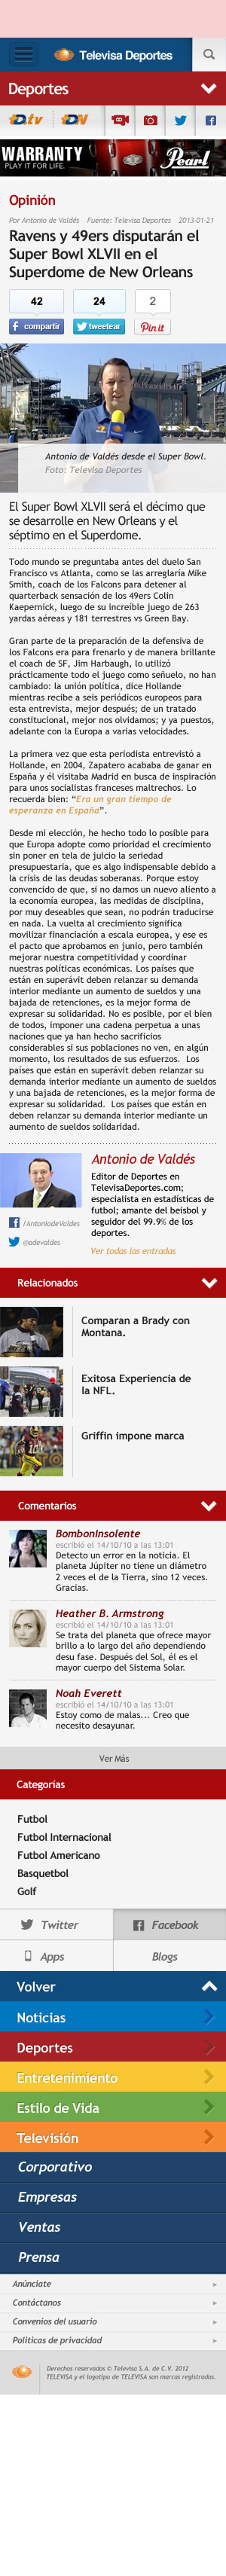 Televisa Deportes
Deportes
tv
WARRANTY
PLAY IT FOR LIFE.
Pearl
Opinión
Por Antonio de Valdés Fuente: Televisa Deportes 2013-01-21
Ravens y 49ers disputarán el
Super Bowl XLVII en el
Superdome de New Orleans
42 24 2
compartir tweetear Pin it
Antonio de Valdés desde el Super Bowl.
Foto: Televisa Deportes
El Super Bowl XLVII será el décimo que
se desarrolle en New Orleans y el
séptimo en el Superdome.
Todo mundo se preguntaba antes del duelo San
Francisco vs Atlanta, como se las arreglaría Mike
Smith, coach de los Falcons para detener al
quarterback sensación de los 49ers Colin
Kaepernick, luego de su increíble juego de 263
yardas aéreas y 181 terrestres vs Green Bay.
Gran parte de la preparación de la defensiva de
los Falcons era para frenarlo y de manera brillante
el coach de SF, Jim Harbaugh, lo utilizó
prácticamente todo el juego como señuelo, no han
cambiado: la unión política, dice Hollande
mientras recibe a seis periódicos europeos para
esta entrevista, mejor después; de un tratado
constitucional, mejor nos olvidamos; y ya puestos,
adelante con la Europa a varias velocidades.
La primera vez que esta periodista entrevistó a
Hollande, en 2004, Zapatero acababa de ganar en
España y él visitaba Madrid en busca de inspiración
para unos socialistas franceses maltrechos. Lo
recuerda bien: “Era un gran tiempo de
esperanza en España”.
Desde mi elección, he hecho todo lo posible para
que Europa adopte como prioridad el crecimiento
sin poner en tela de juicio la seriedad
presupuestaria, que es algo indispensable debido a
la crisis de las deudas soberanas. Porque estoy
convencido de que, si no damos un nuevo aliento a
la economía europea, las medidas de disciplina,
por muy deseables que sean, no podrán traducirse
en nada. La vuelta al crecimiento significa
movilizar financiación a escala europea, y ese es
el pacto que aprobamos en junio, pero también
mejorar nuestra competitividad y coordinar
nuestras políticas económicas. Los países que
están en superávit deben relanzar su demanda
interior mediante un aumento de sueldos y una
bajada de retenciones, es la mejor forma de
expresar su solidaridad. No es posible, por el bien
de todos, imponer una cadena perpetua a unas
naciones que ya han hecho sacrificios
considerables si sus poblaciones no ven, en algún
momento, los resultados de sus esfuerzos. Los
países que están en superávit deben relanzar su
demanda interior mediante un aumento de sueldos
y una bajada de retenciones, es la mejor forma de
expresar su solidaridad. Los países que están en
deben relanzar su demanda interior mediante un
aumento de sueldos solidaridad.
Antonio de Valdés
Editor de Deportes en
TelevisaDeportes.com;
especialista en estadísticas de
futbol; amante del beísbol y
seguidor del 99.9% de los
deportes.
/AntoniodeValdes
@adevaldes
Ver todas las entradas
Relacionados
Comparan a Brady con
Montana.
Exitosa Experiencia de
la NFL.
Griffin impone marca
Comentarios
BombonInsolente
escribió el 14/10/10 a las 13:01
Detecto un error en la noticia. El
planeta Júpiter no tiene un diámetro
2 veces el de la Tierra, sino 12 veces.
Gracias.
Heather B. Armstrong
escribió el 14/10/10 a las 13:01
Se trata del planeta que ofrece mayor
brillo a lo largo del año dependiendo
desu fase. Después del Sol, él es el
mayor cuerpo del Sistema Solar.
Noah Everett
escribió el 14/10/10 a las 13:01
Estoy como de malas... Creo que
necesito desayunar.
Ver Más
Categorías
Futbol
Futbol Internacional
Futbol Americano
Basquetbol
Golf
Twitter Facebook
Apps Blogs
Volver
Noticias
Deportes
Entretenimiento
Estilo de Vida
Televisión
Corporativo
Empresas
Ventas
Prensa
Anúnciate
Contáctanos
Convenios del usuario
Políticas de privacidad
Derechos reservados © Televisa S.A. de C.V. 2012
TELEVISA y el logotipo de TELEVISA son marcas registradas.